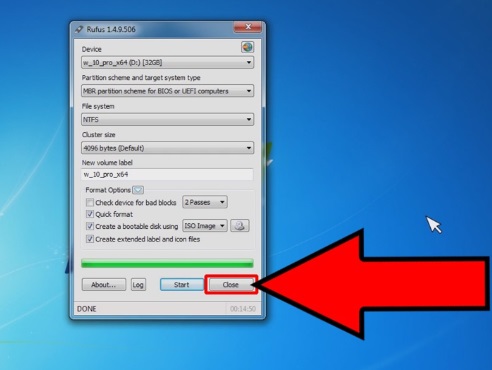 Rufus 1.4.9.506
Device
w_10_pro_x64 (D:) [32GB]
Partition scheme and target system type
MBR partition scheme for BIOS or UEFI computers
File system
NTFS
Cluster size
4096 bytes (Default)
New volume label
w_10_pro_x64
Format Options
Check device for bad blocks 2 Passes
Quick format
Create a bootable disk using ISO Image
Create extended label and icon files
About... Log Start Close
DONE 00:14:50